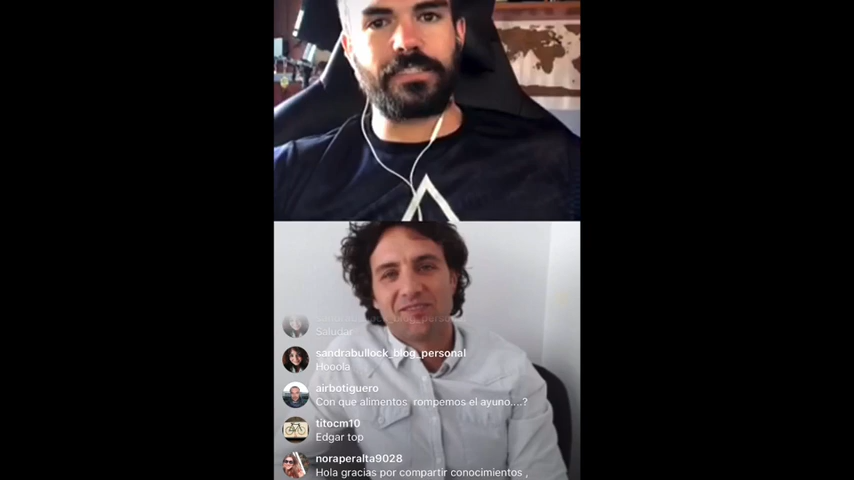 Saludar
sandrabullock_blog_personal
Hooola
airbotiguero
Con que alimentos rompemos el ayuno....?
titocm10
Edgar top
noraperalta9028
Hola gracias por compartir conocimientos ,